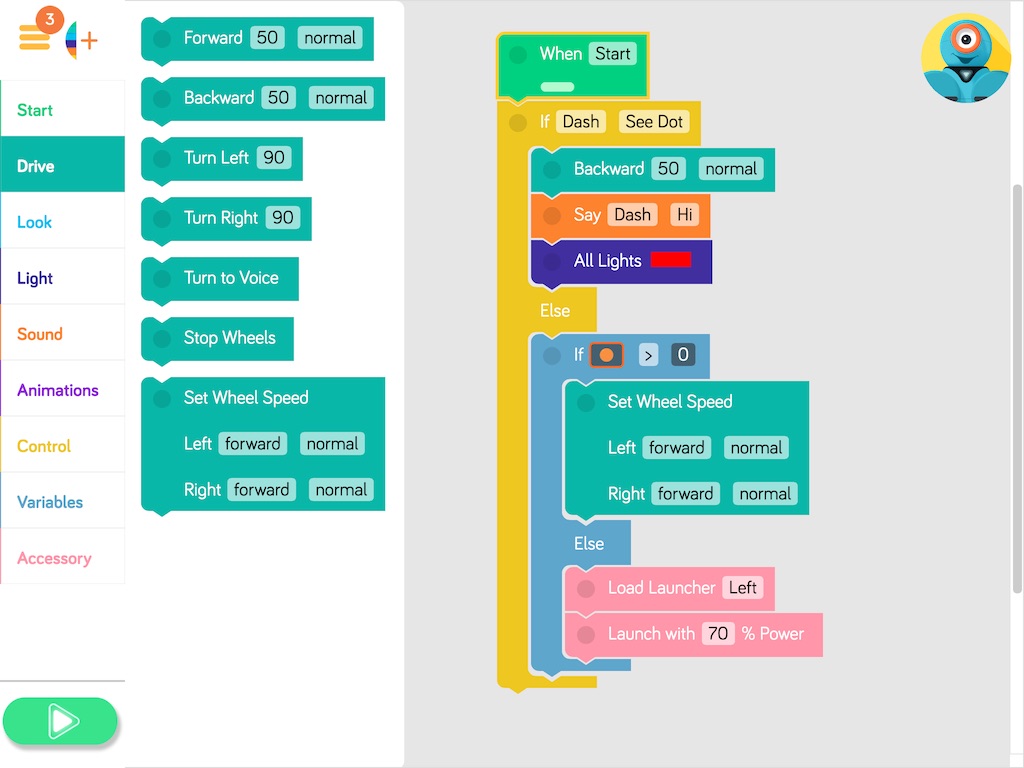 3
Start
Drive
Look
Light
Sound
Animations
Control
Variables
Accessory
Forward 50 normal
Backward 50 normal
Turn Left 90
Turn Right 90
Turn to Voice
Stop Wheels
Set Wheel Speed
Left forward normal
Right forward normal
When Start
If Dash See Dot
Backward 50 normal
Say Dash Hi
All Lights
Else
If > 0
Set Wheel Speed
Left forward normal
Right forward normal
Else
Load Launcher Left
Launch with 70 % Power